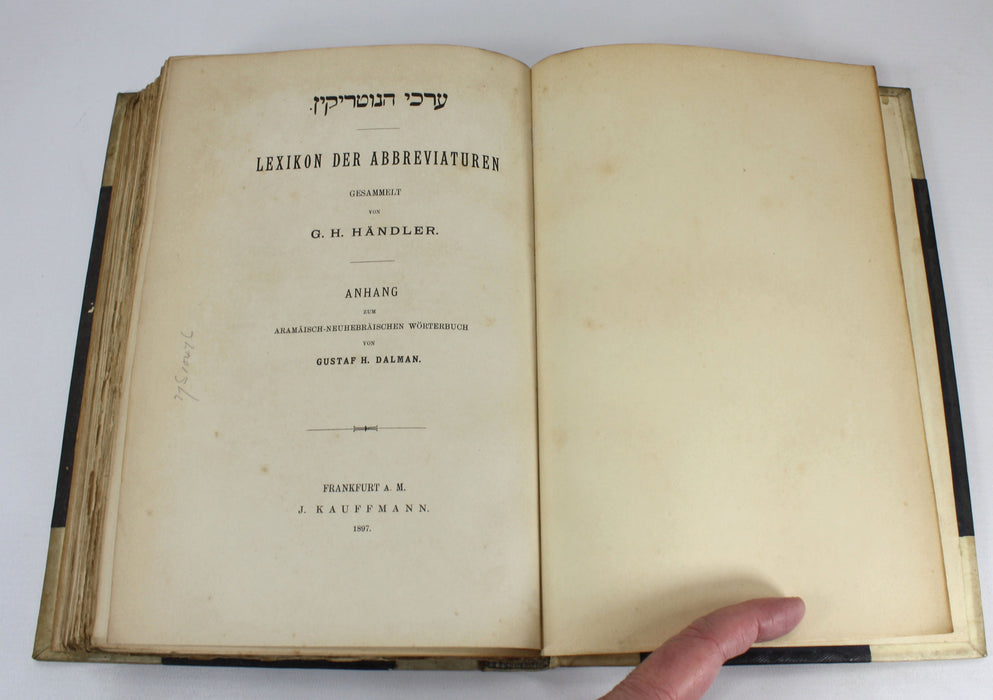 ערכי הנוטריקין.
LEXIKON DER ABBREVIATUREN
GESAMMELT
VON
G. H. HÄNDLER.
ANHANG
ZUM
ARAMÄISCH-NEUHEBRÄISCHEN WÖRTERBUCH
VON
GUSTAF H. DALMAN.
FRANKFURT A. M.
J. KAUFFMANN.
1897.